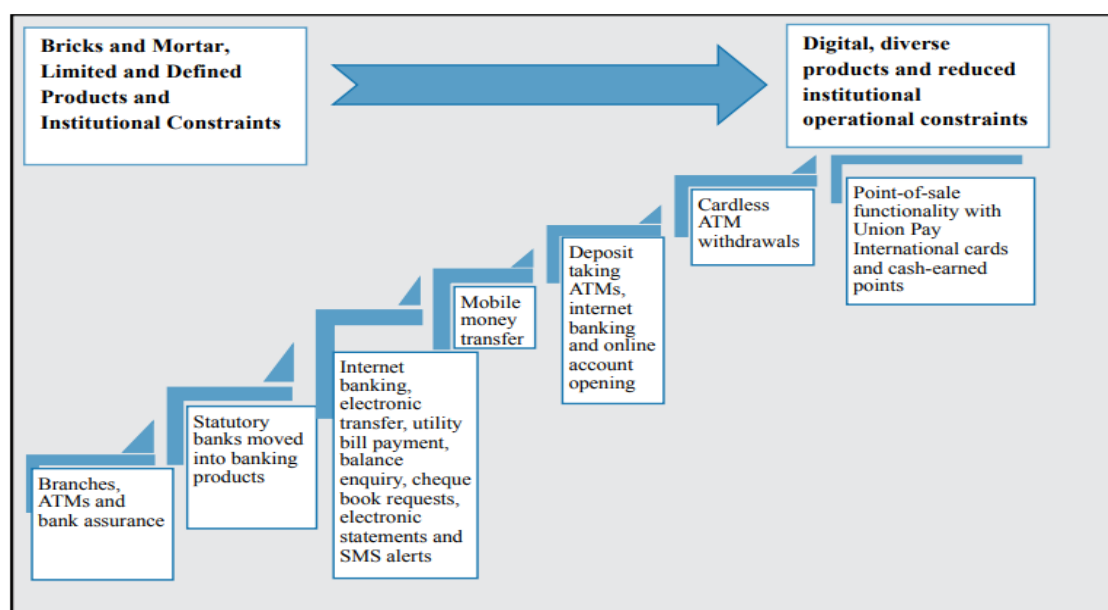 Bricks and Mortar,
Limited and Defined
Products and
Institutional Constraints
Digital, diverse
products and reduced
institutional
operational constraints
Branches,
ATMs and
bank assurance
Statutory
banks moved
into banking
products
Internet
banking,
electronic
transfer, utility
bill payment,
balance
enquiry, cheque
book requests,
electronic
statements and
SMS alerts
Mobile
money
transfer
Deposit
taking
ATMs,
internet
banking
and online
account
opening
Cardless
ATM
withdrawals
Point-of-sale
functionality with
Union Pay
International cards
and cash-earned
points